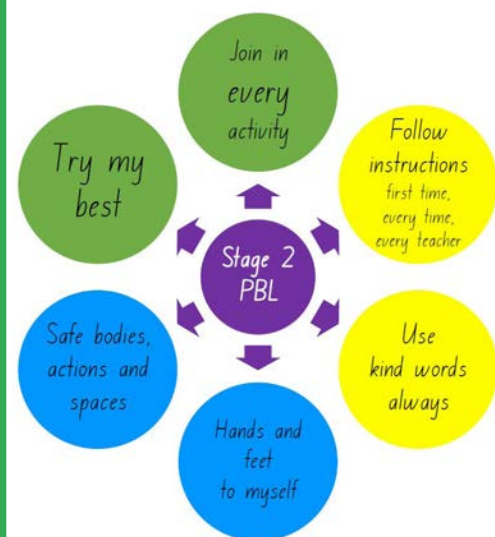 Join in
every
activity
Follow
instructions
first time,
every time,
every teacher
Use
kind words
always
Hands and
feet
to myself
Safe bodies,
actions and
spaces
Try my
best
Stage 2
PBL